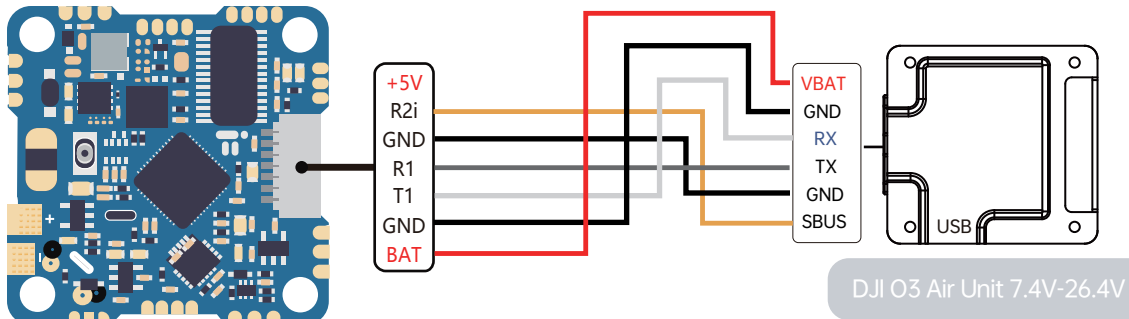 +5V
R2i
GND
R1
T1
GND
BAT
VBAT
GND
RX
TX
GND
SBUS
USB
DJI O3 Air Unit 7.4V-26.4V
+
-